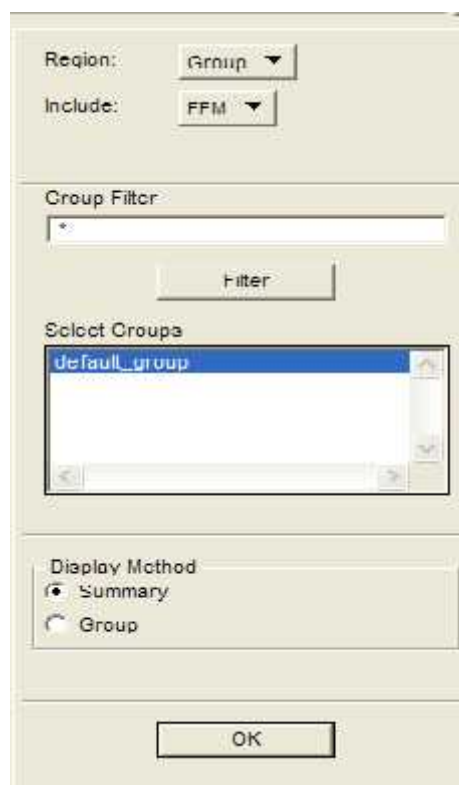 Region: Group
Include: FEM
Group Filter
*
Filter
Select Groups
default_group
Display Method
Summary
Group
OK